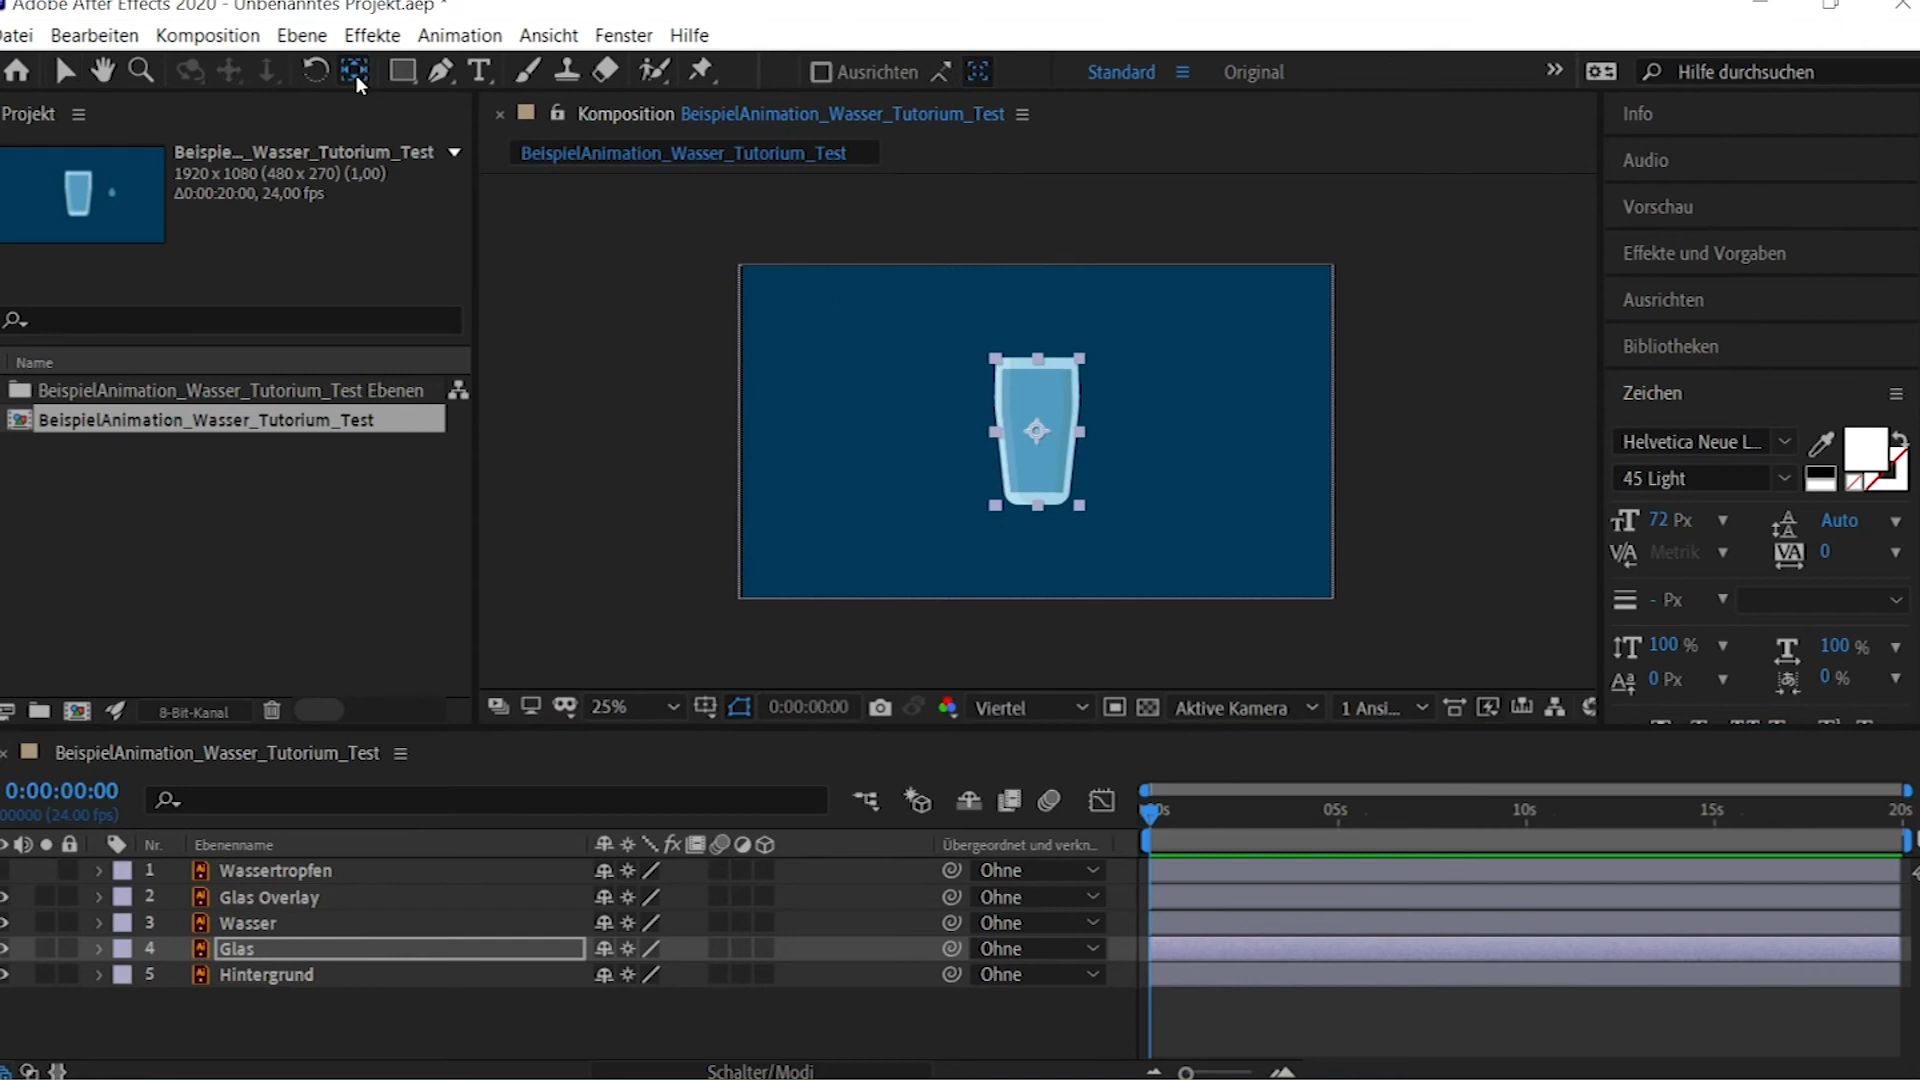 Adobe After Effects 2020 - Unbenanntes Projekt.aep *
Datei Bearbeiten Komposition Ebene Effekte Animation Ansicht Fenster Hilfe
Ausrichten Standard Original Hilfe durchsuchen
Projekt
Komposition BeispielAnimation_Wasser_Tutorium_Test
BeispielAnimation_Wasser_Tutorium_Test
Beispie..._Wasser_Tutorium_Test
1920 x 1080 (480 x 270) (1,00)
Δ0:00:20:00, 24,00 fps
Name
BeispielAnimation_Wasser_Tutorium_Test Ebenen
BeispielAnimation_Wasser_Tutorium_Test
8-Bit-Kanal
25% 0:00:00:00 Viertel Aktive Kamera 1 Ansi...
Info
Audio
Vorschau
Effekte und Vorgaben
Ausrichten
Bibliotheken
Zeichen
Helvetica Neue L...
45 Light
72 Px Auto
Metrik 0
- Px
100 % 100 %
0 Px 0 %
BeispielAnimation_Wasser_Tutorium_Test
0:00:00:00
00000 (24.00 fps)
05s 10s 15s 20s
Nr. Ebenenname Übergeordnet und verkn...
1 Wassertropfen Ohne
2 Glas Overlay Ohne
3 Wasser Ohne
4 Glas Ohne
5 Hintergrund Ohne
Schalter/Modi